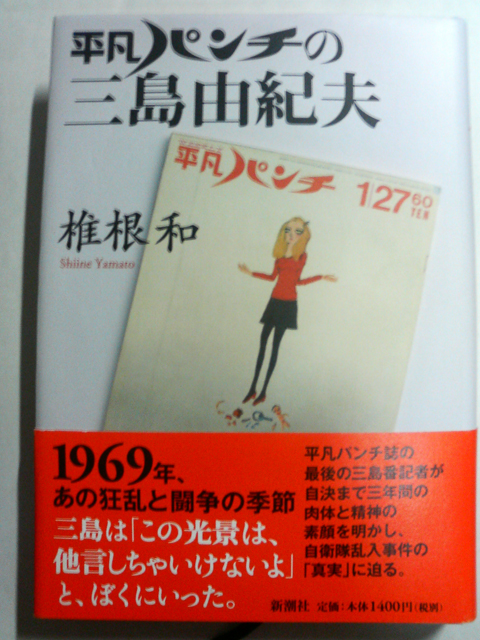 平凡パンチの
三島由紀夫
椎根和
Shiine Yamato
平凡パンチ
1 27 60
YEN
1969年、
あの狂乱と闘争の季節
三島は「この光景は、
他言しちゃいけないよ」
と、ぼくにいった。
平凡パンチ誌の
最後の三島番記者が
自決まで三年間の
肉体と精神の
素顔を明かし、
自衛隊乱入事件の
「真実」に迫る。
新潮社 定価:本体1400円(税別)